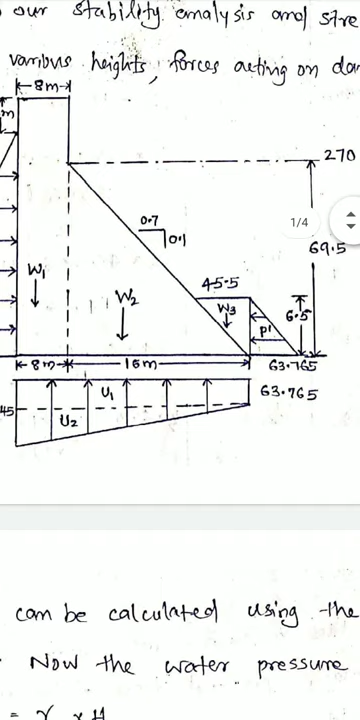 our stability analysis and stre
various heights, forces acting on da
8m
m
270
0.7
0.1
1/4
69.5
W1
W2
45.5
W3
6.5
P'
8m
16m
63.765
U1
63.765
45
U2
can be calculated using the
Now the water pressure